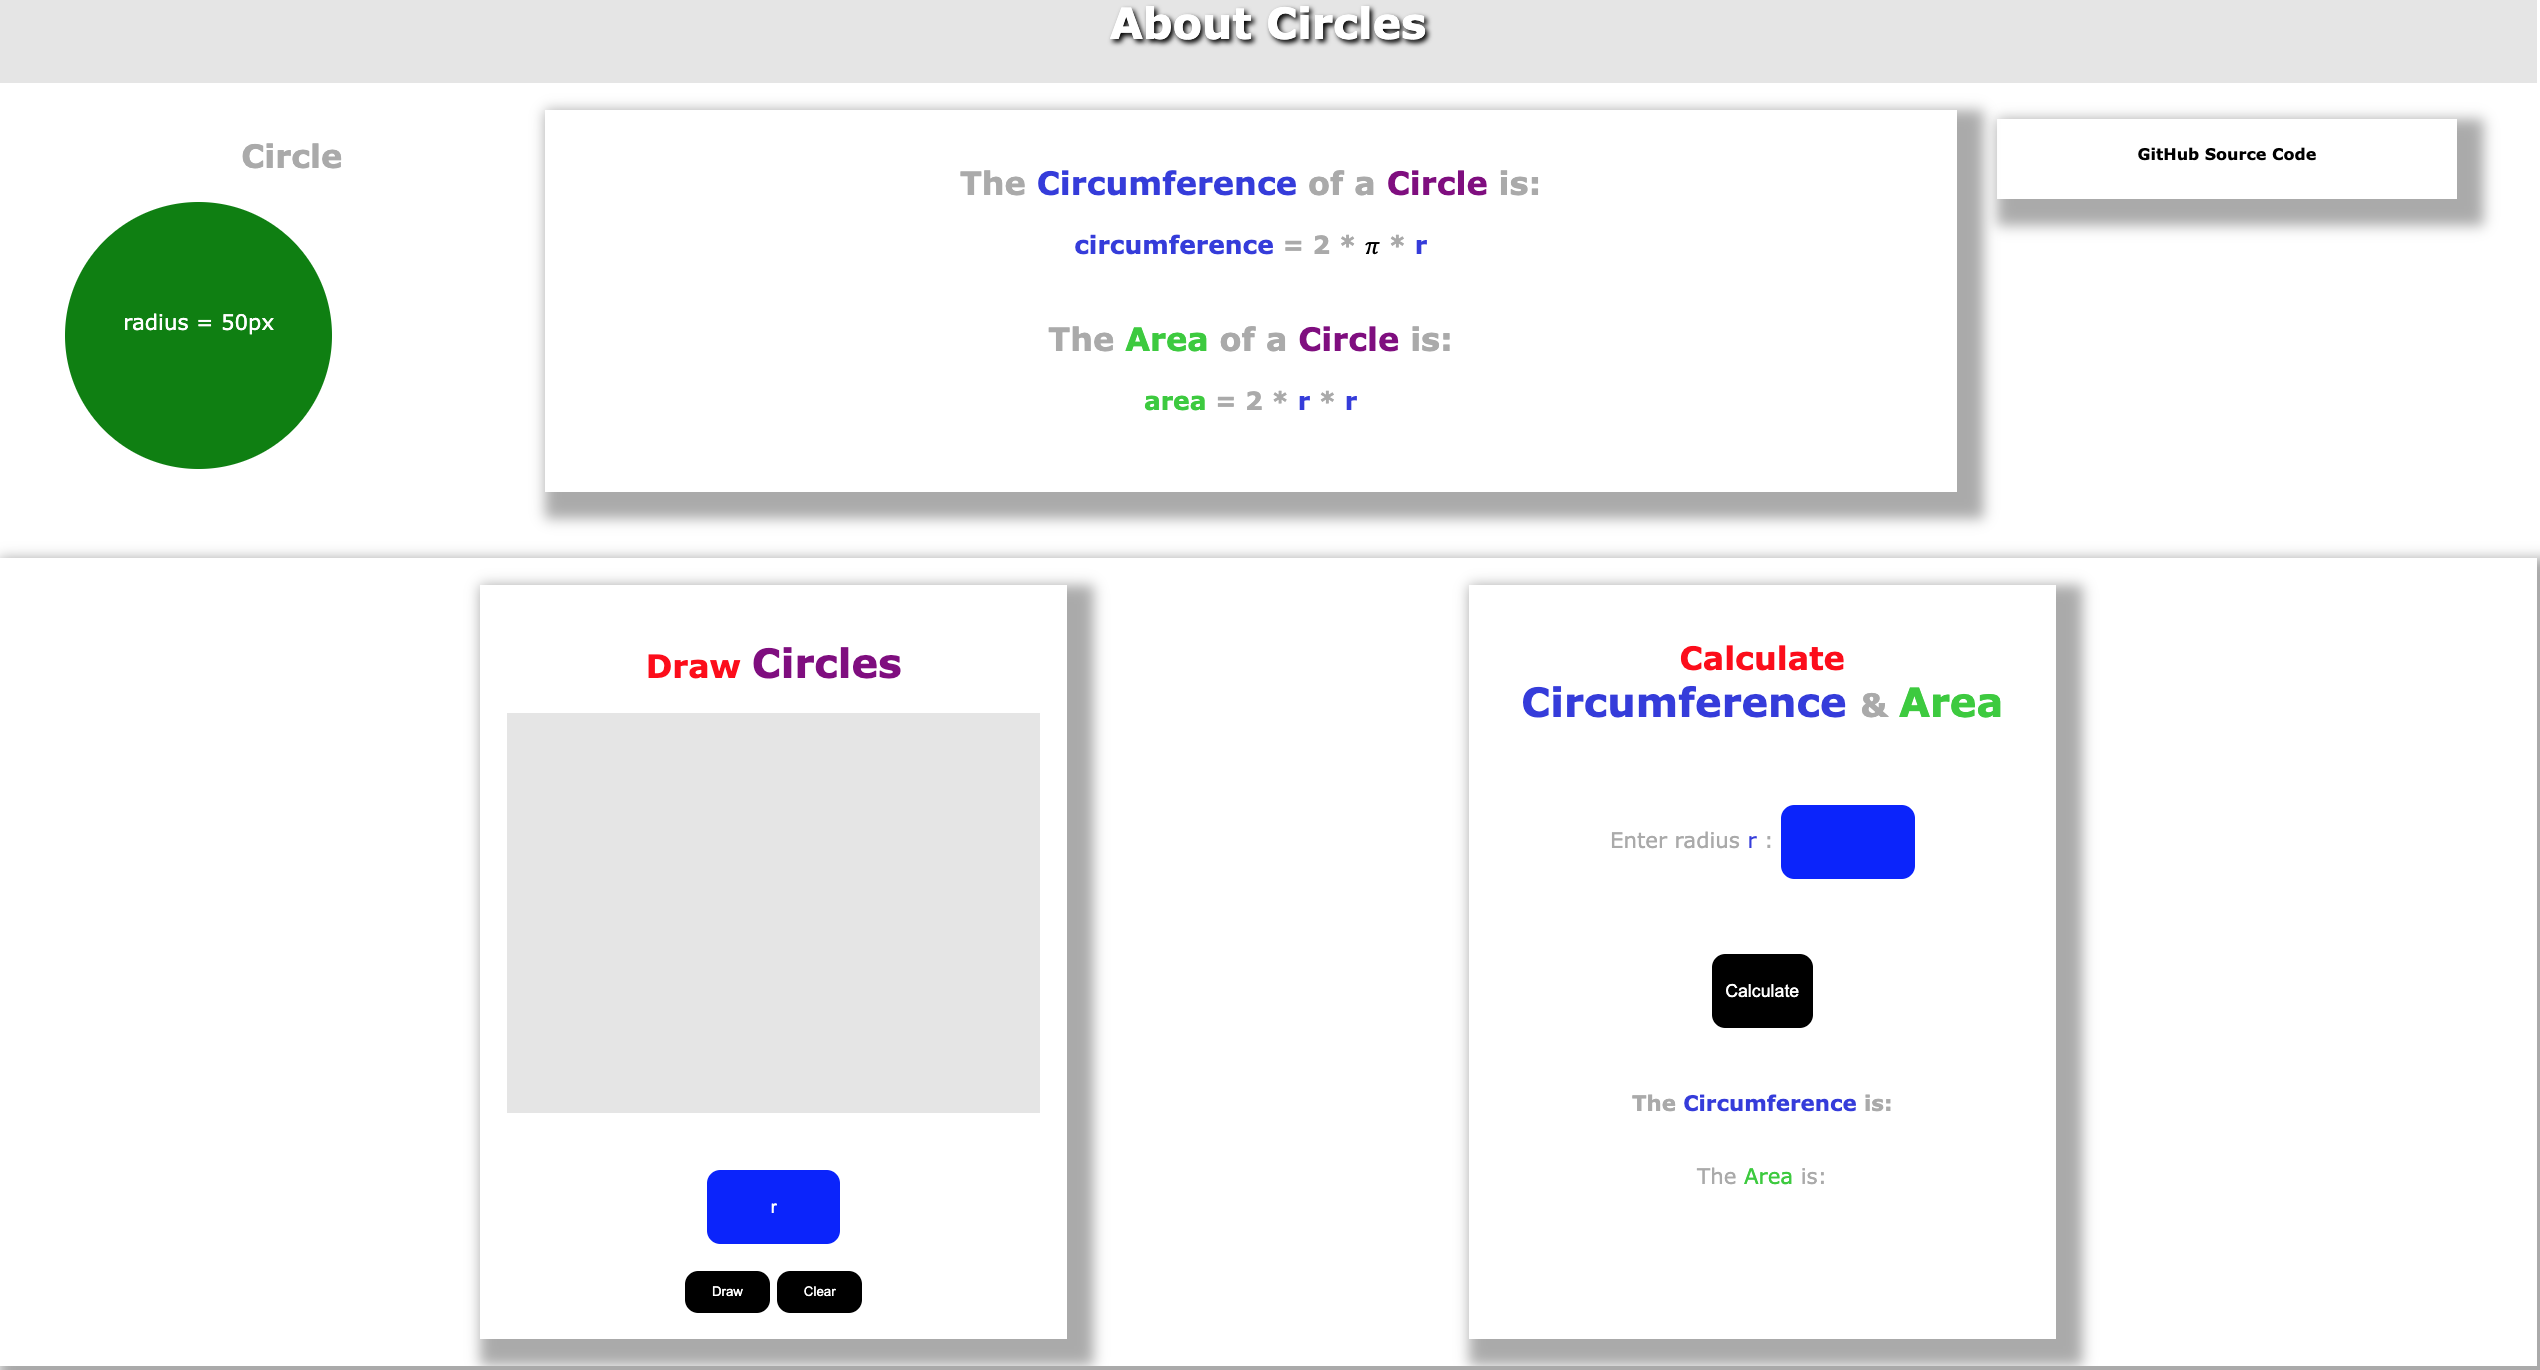 About Circles
Circle
radius = 50px
The Circumference of a Circle is:
circumference = 2 * π * r
The Area of a Circle is:
area = 2 * r * r
GitHub Source Code
Draw Circles
r
Draw Clear
Calculate
Circumference & Area
Enter radius r :
Calculate
The Circumference is:
The Area is: